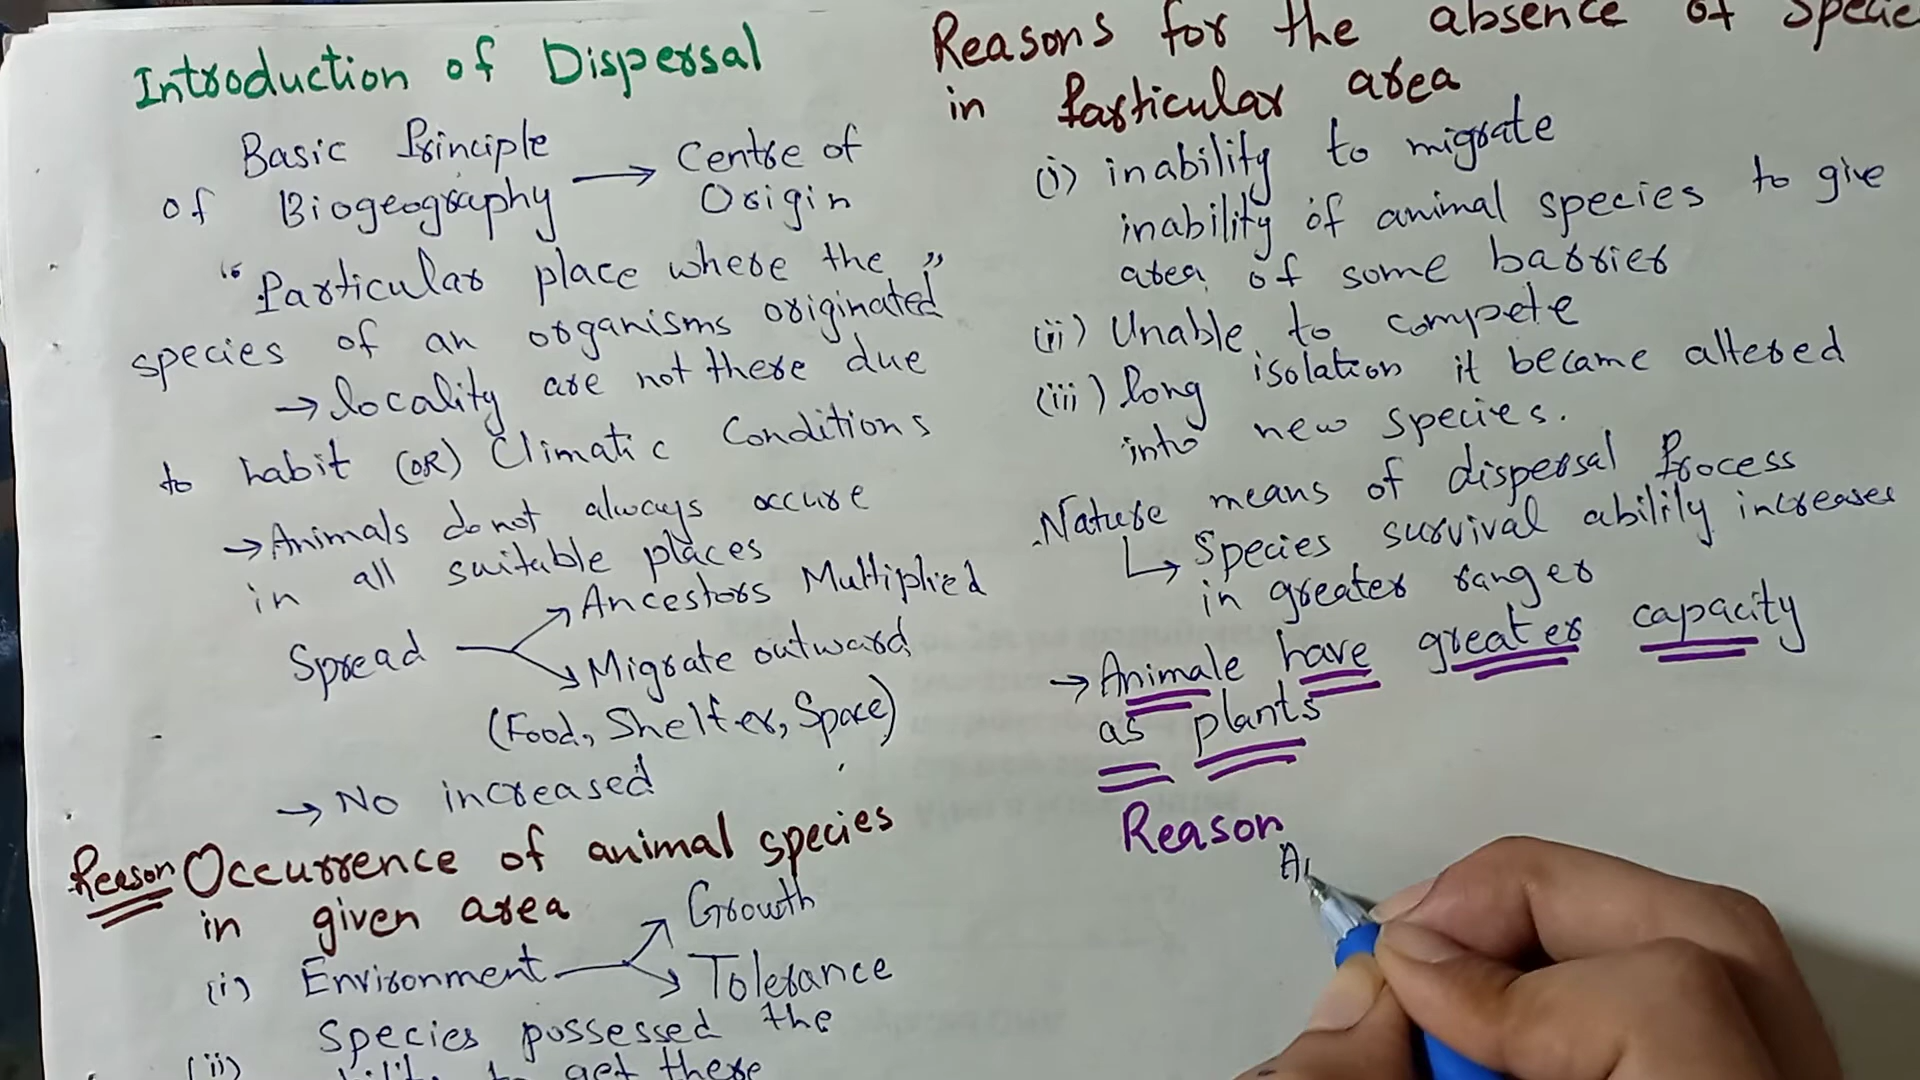 Introduction of Dispersal
Basic Principle
of Biogeography → Centre of
Origin
"Particular place where the"
species of an organisms originated
→ locality are not there due
to habit (OR) Climatic Conditions
→ Animals do not always accure
in all suitable places
Spread → Ancestors Multiplied
→ Migrate outward
(Food, Shelter, Space)
→ No increased
Reason Occurrence of animal species
in given area
(i) Environment → Growth
→ Tolerance
Species possessed the
(ii) to get there
Reasons for the absence of Specie
in Particular area
(i) inability to migrate
inability of animal species to give
area of some barrier
(ii) Unable to compete
(iii) long isolation it became altered
into new species.
Nature means of dispersal Process
↳ Species survival ability increases
in greater ranger
→ Animale have greater capacity
as plants
Reason